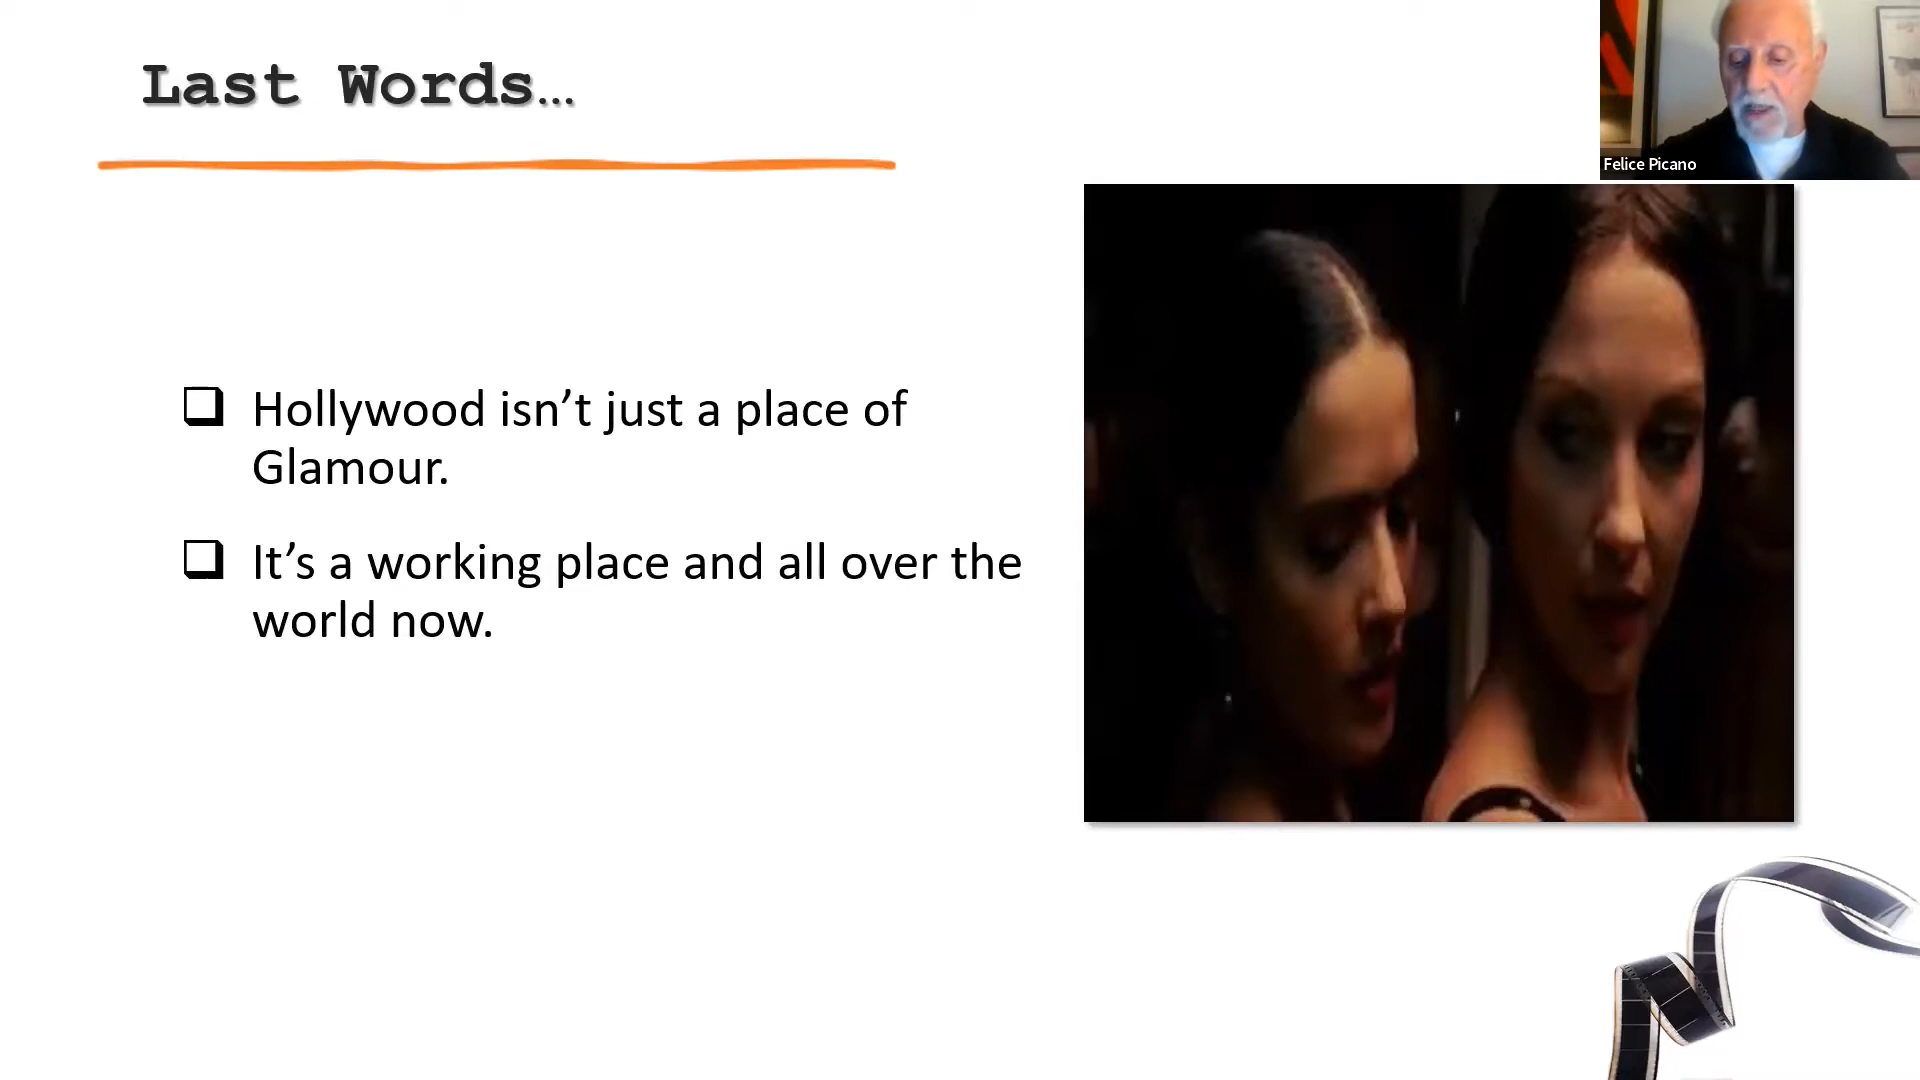 Last Words…
Felice Picano
❑ Hollywood isn’t just a place of
Glamour.
❑ It’s a working place and all over the
world now.